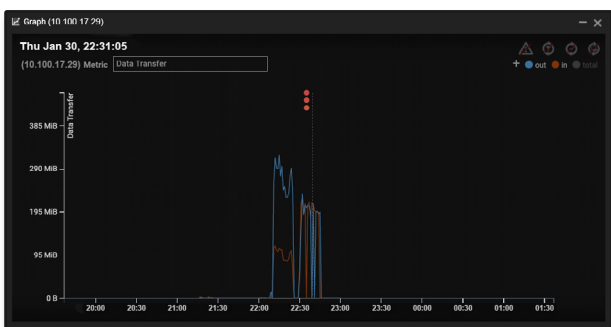 Graph (10.100.17.29)
Thu Jan 30, 22:31:05
(10.100.17.29) Metric Data Transfer
+ out in total
Data Transfer
385 MiB
290 MiB
195 MiB
95 MiB
0 B
20:00 20:30 21:00 21:30 22:00 22:30 23:00 23:30 00:00 00:30 01:00 01:30